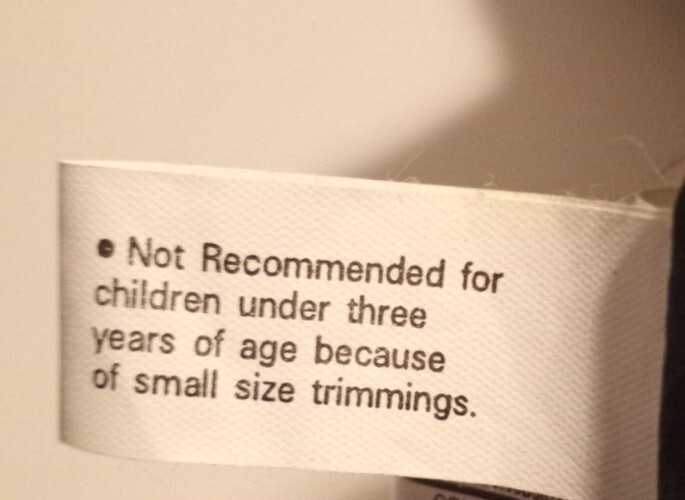 • Not Recommended for
children under three
years of age because
of small size trimmings.